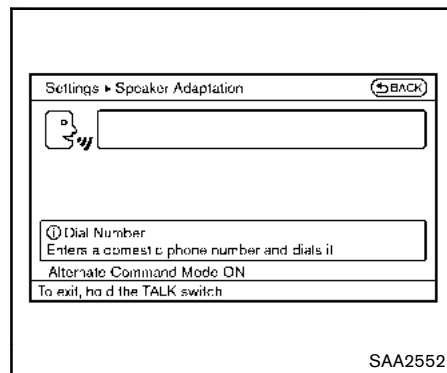 Settings ▸ Speaker Adaptation
BACK
Dial Number
Enters a domestic phone number and dials it
Alternate Command Mode ON
To exit, hold the TALK switch
SAA2552